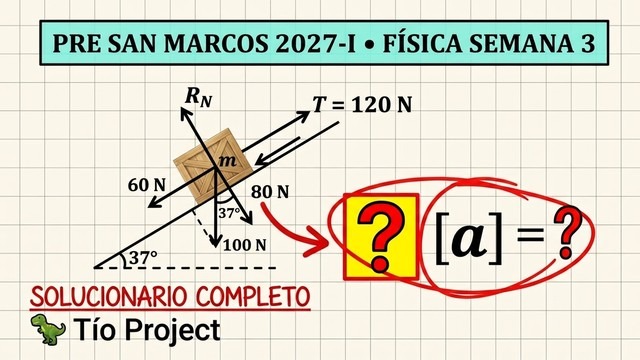 PRE SAN MARCOS 2027-I • FÍSICA SEMANA 3
R_N
T = 120 N
m
60 N
80 N
37°
100 N
37°
? [a] = ?
SOLUCIONARIO COMPLETO
Tío Project